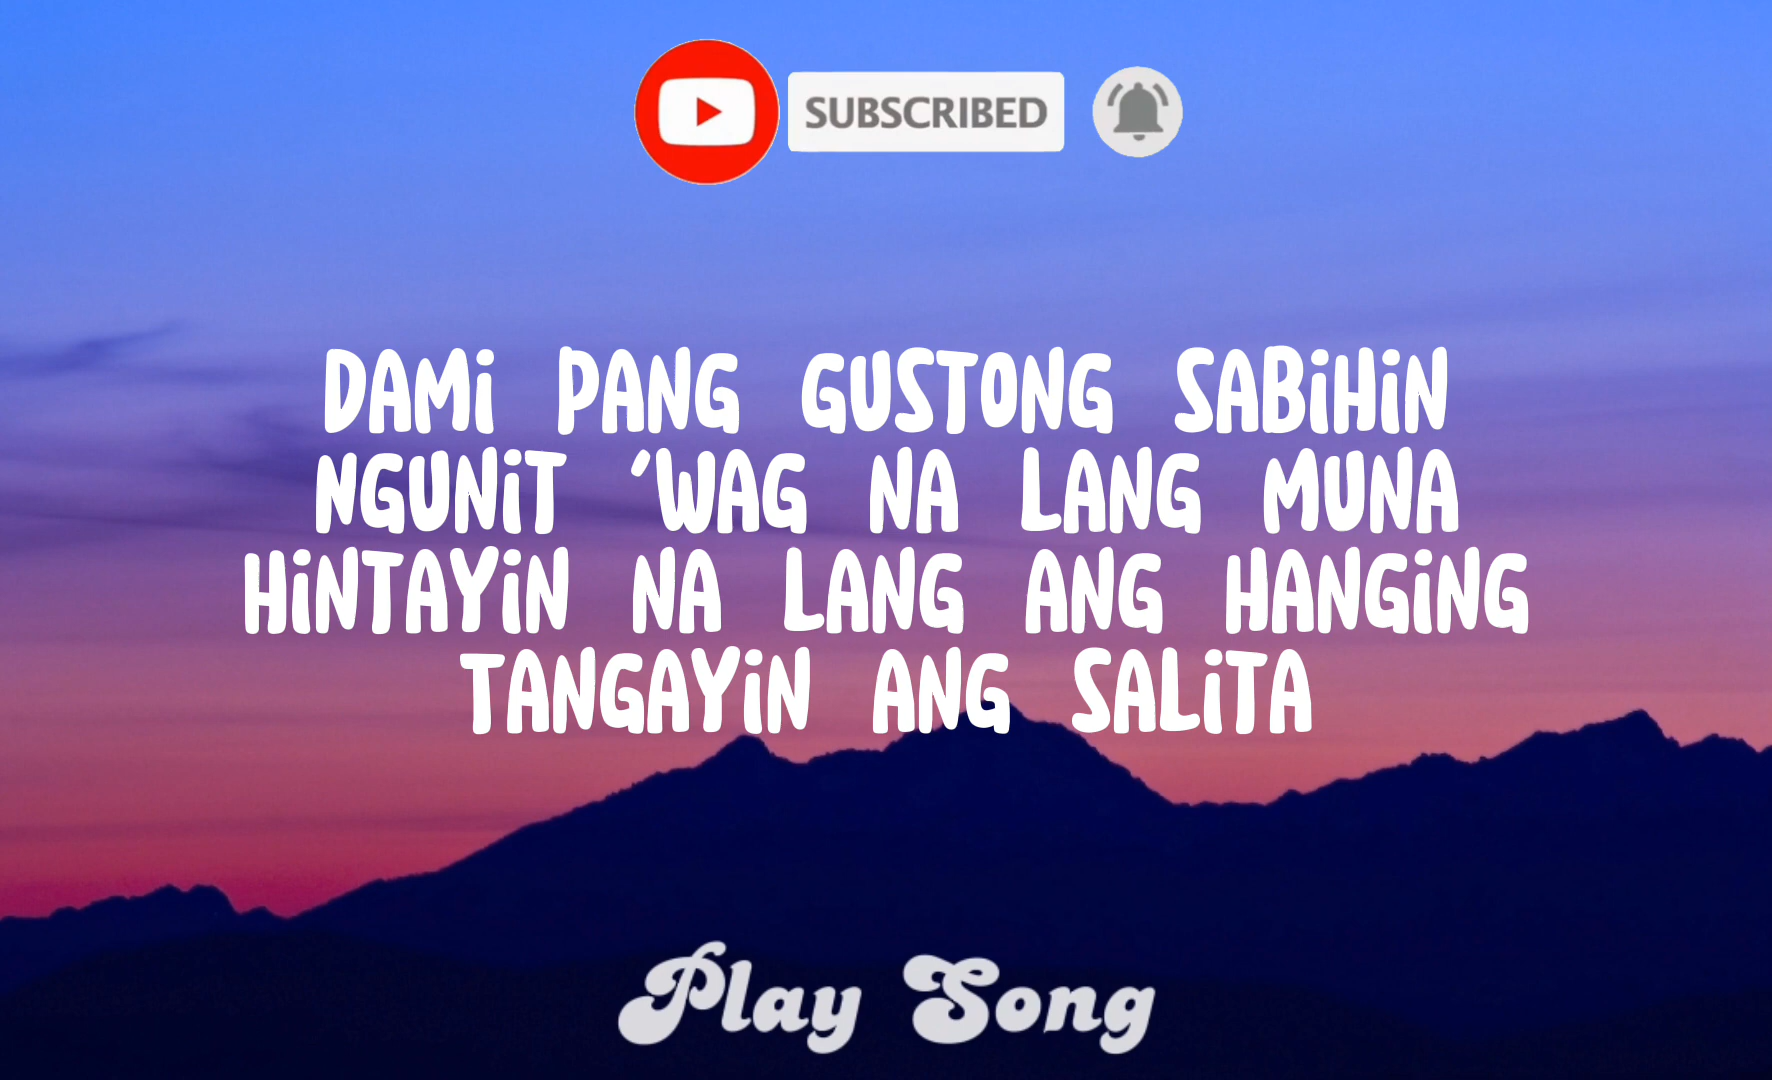 SUBSCRIBED
DAMi PANG GUSTONG SABiHiN
NGUNiT 'WAG NA LANG MUNA
HiNTAYiN NA LANG ANG HANGiNG
TANGAYiN ANG SALiTA
Play Song